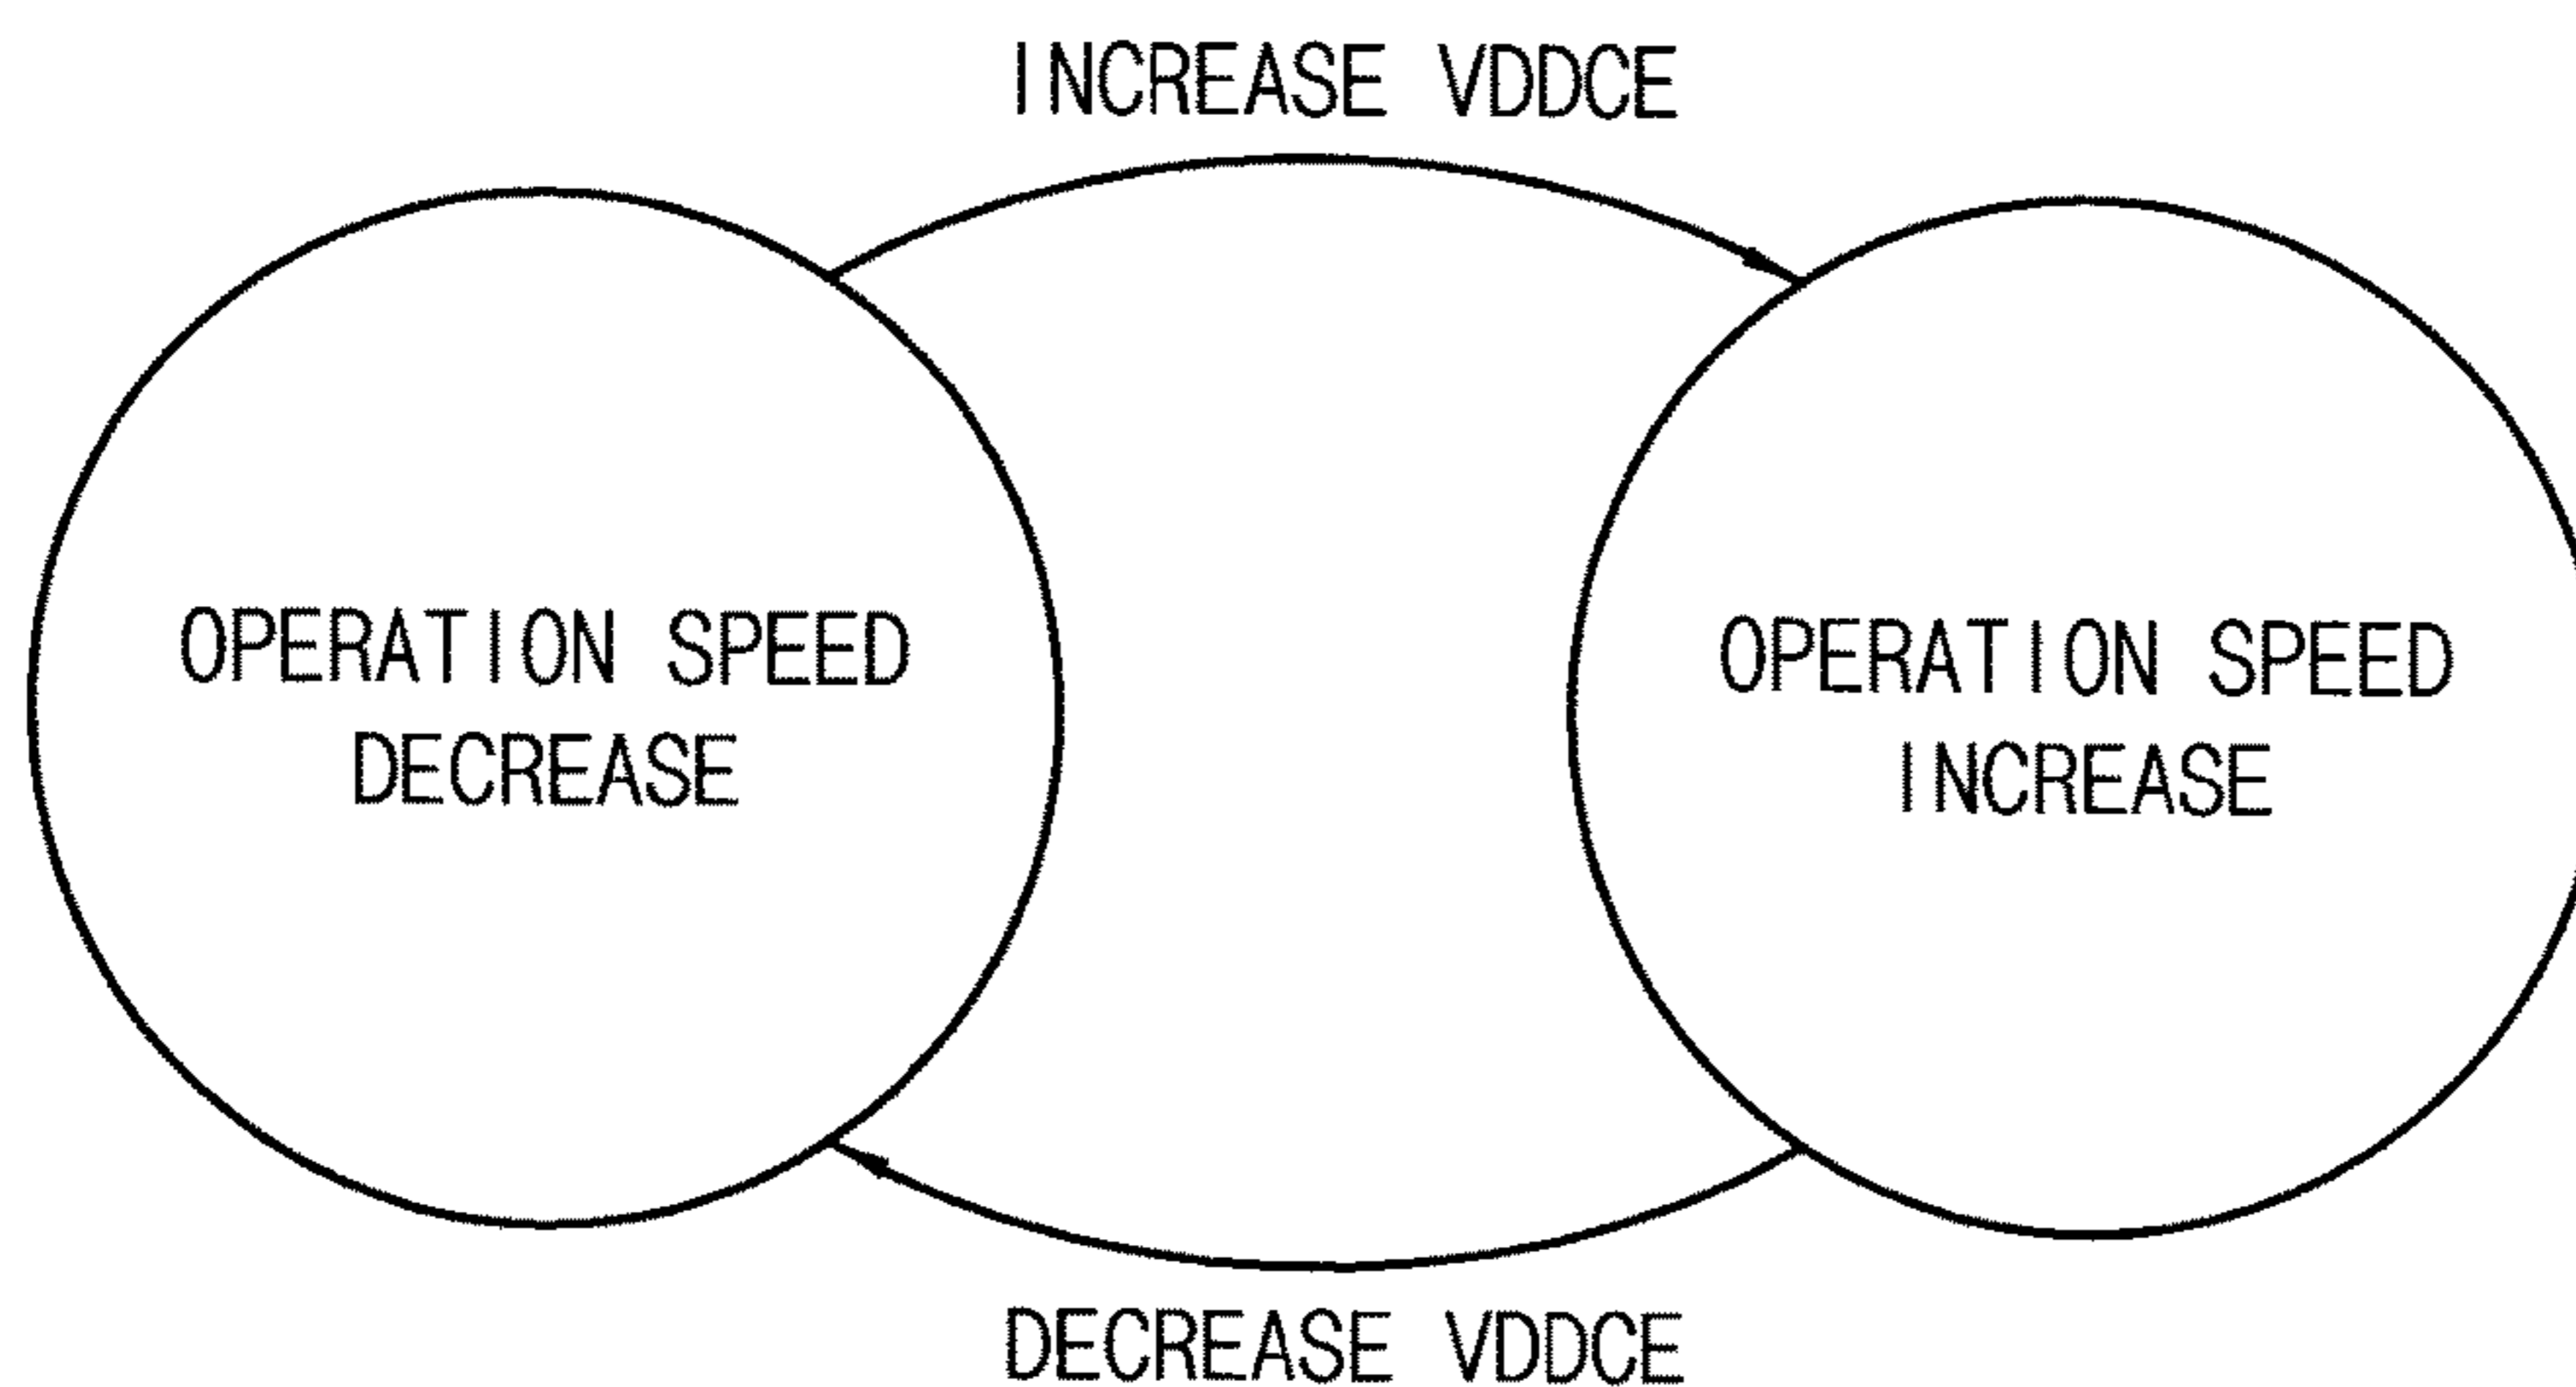 INCREASE VDDCE
OPERATION SPEED
DECREASE
OPERATION SPEED
INCREASE
DECREASE VDDCE